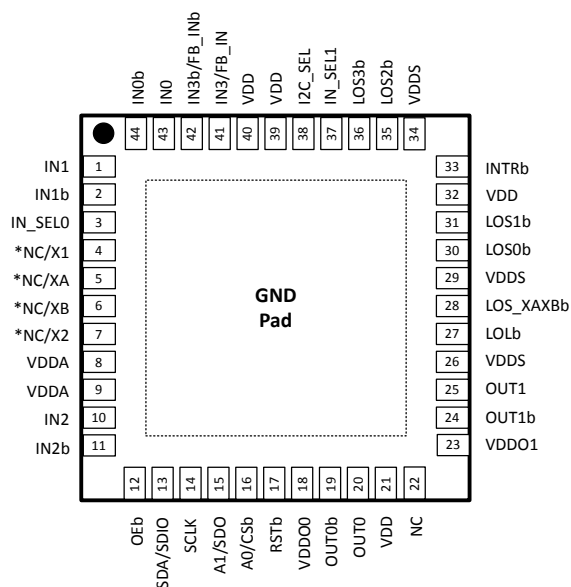 IN0b
IN0
IN3b/FB_INb
IN3/FB_IN
VDD
VDD
I2C_SEL
IN_SEL1
LOS3b
LOS2b
VDDS
44
43
42
41
40
39
38
37
36
35
34
IN1 1
IN1b 2
IN_SEL0 3
*NC/X1 4
*NC/XA 5
*NC/XB 6
*NC/X2 7
VDDA 8
VDDA 9
IN2 10
IN2b 11
GND
Pad
33 INTRb
32 VDD
31 LOS1b
30 LOS0b
29 VDDS
28 LOS_XAXBb
27 LOLb
26 VDDS
25 OUT1
24 OUT1b
23 VDDO1
12
13
14
15
16
17
18
19
20
21
22
OEb
SDA/SDIO
SCLK
A1/SDO
A0/CSb
RSTb
VDDO0
OUT0b
OUT0
VDD
NC